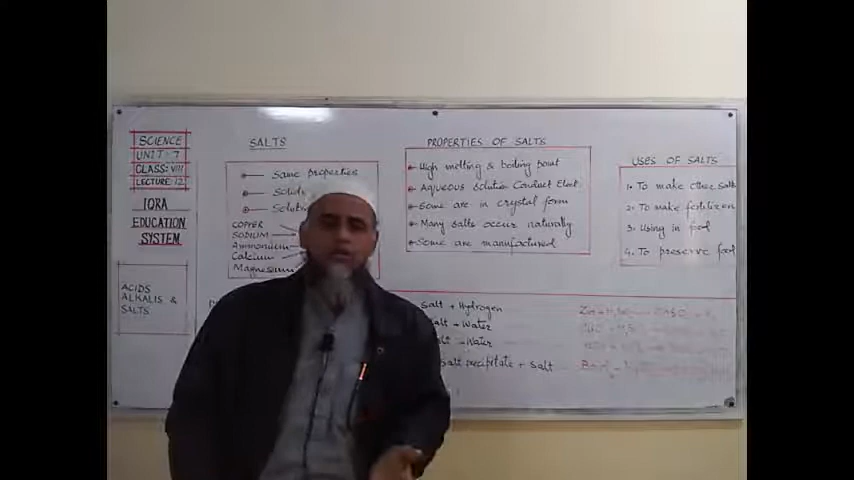 SCIENCE
UNIT: 7
CLASS: VIII
LECTURE: 12
IQRA
EDUCATION
SYSTEM
ACIDS
ALKALIS &
SALTS
SALTS
Same properties
Solids
COPPER
SODIUM
Ammonium
Calcium
Magnesium
PROPERTIES OF SALTS
High melting & boiling point
Aqueous solution Conduct Elect
Some are in crystal form
Many salts occur naturally
Some are manufactured
USES OF SALTS
1. To make other salts
2. To make fertilizers
3. Using in food
4. To preserve food
Salt + Hydrogen
Salt + Water
Water
Salt precipitate + Salt